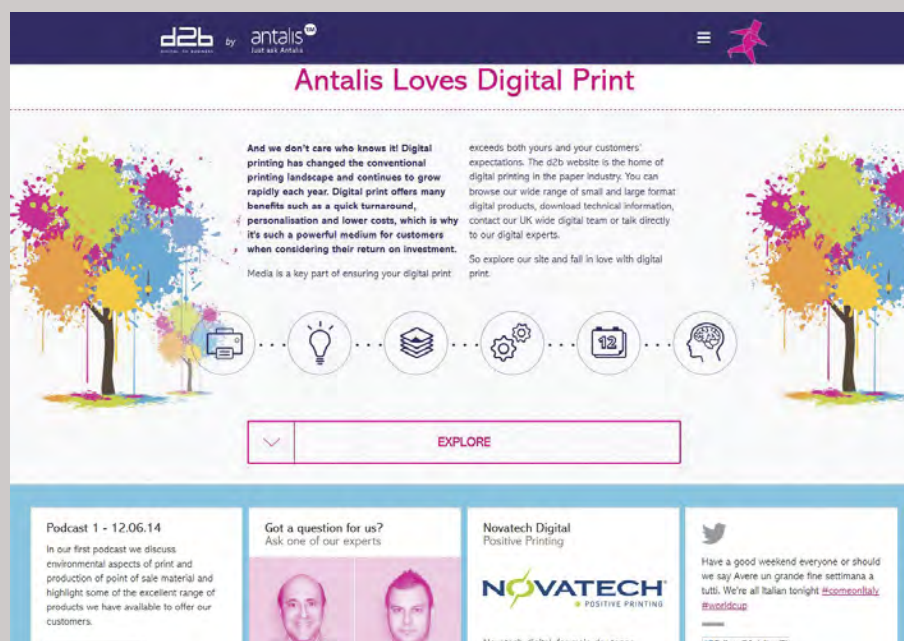 d2b by antalis TM
DIGITAL TO BUSINESS
Just ask Antalis
Antalis Loves Digital Print
And we don't care who knows it! Digital
printing has changed the conventional
printing landscape and continues to grow
rapidly each year. Digital print offers many
benefits such as a quick turnaround,
personalisation and lower costs, which is why
it's such a powerful medium for customers
when considering their return on investment.
Media is a key part of ensuring your digital print
exceeds both yours and your customers'
expectations. The d2b website is the home of
digital printing in the paper industry. You can
browse our wide range of small and large format
digital products, download technical information,
contact our UK wide digital team or talk directly
to our digital experts.
So explore our site and fall in love with digital
print.
12
EXPLORE
Podcast 1 - 12.06.14
In our first podcast we discuss
environmental aspects of print and
production of point of sale material and
highlight some of the excellent range of
products we have available to offer our
customers.
Got a question for us?
Ask one of our experts
Novatech Digital
Positive Printing
NOVATECH
POSITIVE PRINTING
Have a good weekend everyone or should
we say Avere un grande fine settimana a
tutti. We're all Italian tonight #comeonItaly
#worldcup